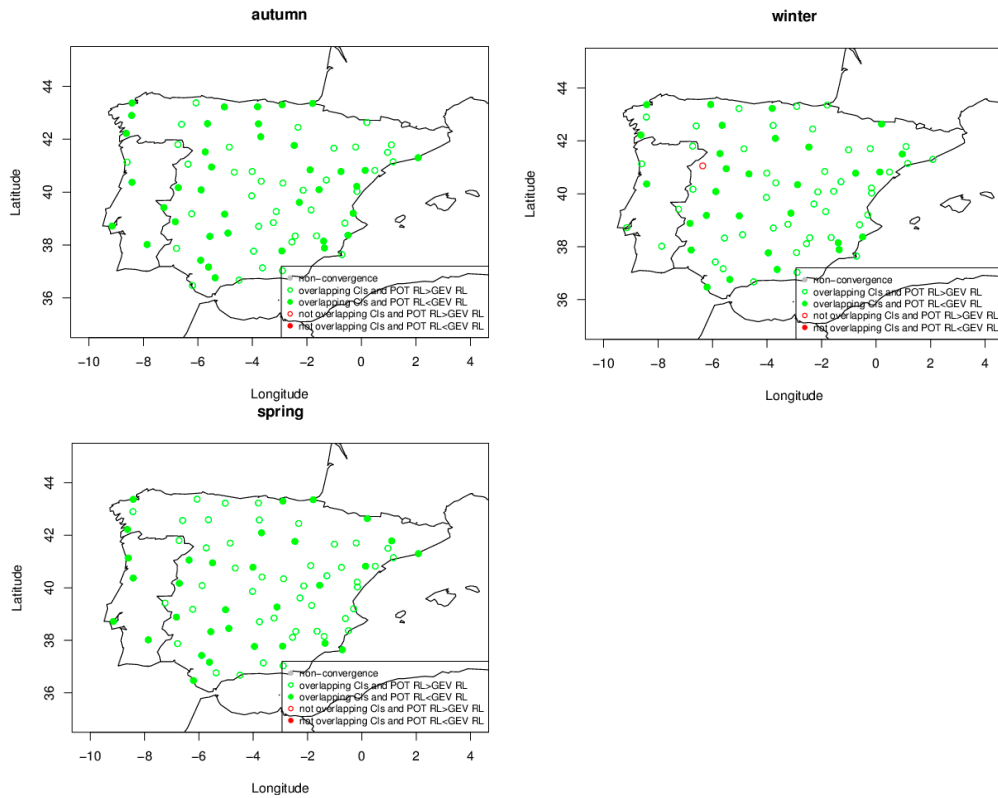 autumn
Latitude
44
42
40
38
36
non−convergence
overlapping CIs and POT RL>GEV RL
overlapping CIs and POT RL<GEV RL
not overlapping CIs and POT RL>GEV RL
not overlapping CIs and POT RL<GEV RL
−10 −8 −6 −4 −2 0 2 4
Longitude
winter
Latitude
44
42
40
38
36
non−convergence
overlapping CIs and POT RL>GEV RL
overlapping CIs and POT RL<GEV RL
not overlapping CIs and POT RL>GEV RL
not overlapping CIs and POT RL<GEV RL
−10 −8 −6 −4 −2 0 2 4
Longitude
spring
Latitude
44
42
40
38
36
non−convergence
overlapping CIs and POT RL>GEV RL
overlapping CIs and POT RL<GEV RL
not overlapping CIs and POT RL>GEV RL
not overlapping CIs and POT RL<GEV RL
−10 −8 −6 −4 −2 0 2 4
Longitude